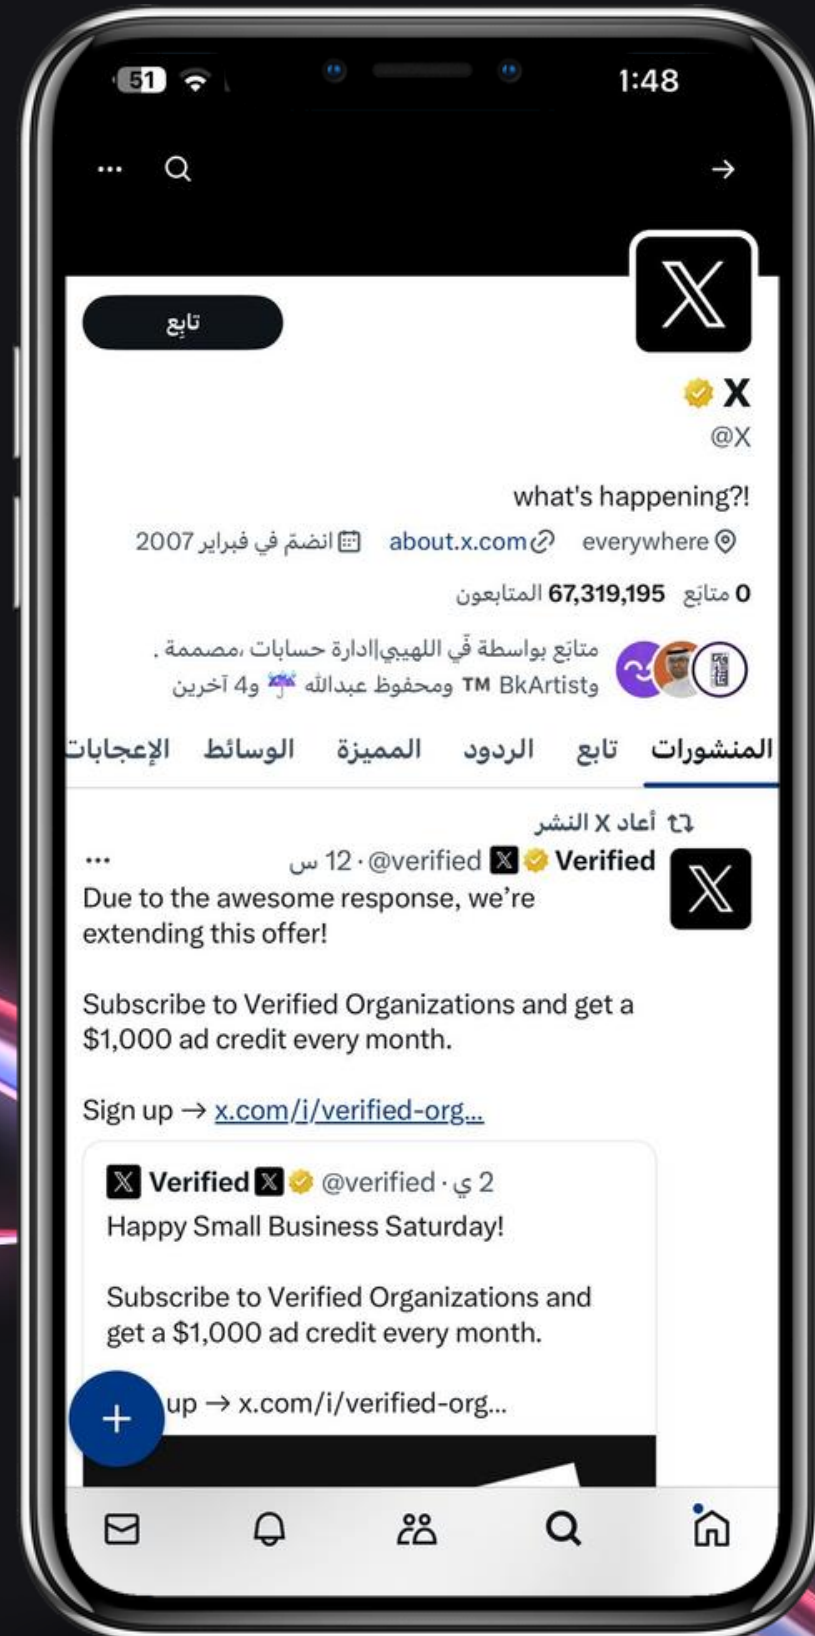 51
1:48
تابِع
X
@X
what's happening?!
everywhere about.x.com انضمّ في فبراير 2007
0 متابَع 67,319,195 المتابعون
متابَع بواسطة فَي اللهيبي||ادارة حسابات ،مصممة .
وBkArtist ™ ومحفوظ عبدالله ☔ و4 آخرين
المنشورات تابع الردود المميزة الوسائط الإعجابات
أعاد X النشر
Verified @verified · 12 س
Due to the awesome response, we’re
extending this offer!
Subscribe to Verified Organizations and get a
$1,000 ad credit every month.
Sign up → x.com/i/verified-org...
Verified @verified · 2 ي
Happy Small Business Saturday!
Subscribe to Verified Organizations and
get a $1,000 ad credit every month.
up → x.com/i/verified-org...